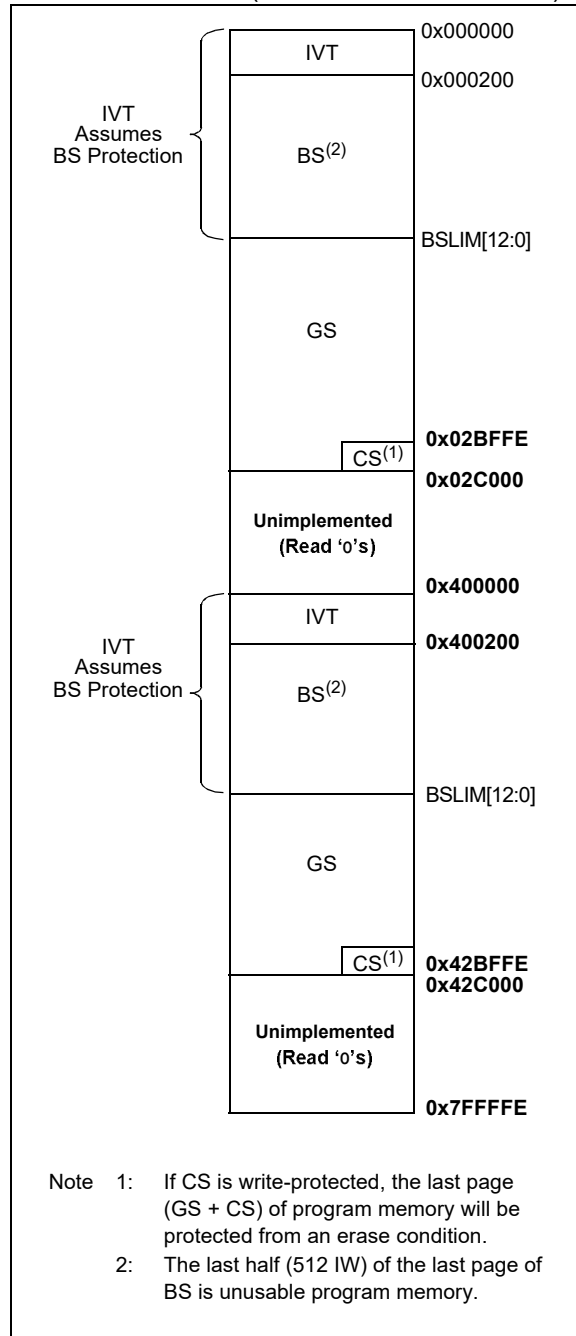 0x000000
IVT
0x000200
IVT
Assumes
BS Protection
BS(2)
BSLIM[12:0]
GS
0x02BFFE
CS(1)
0x02C000
Unimplemented
(Read ‘0’s)
0x400000
IVT
0x400200
IVT
Assumes
BS Protection
BS(2)
BSLIM[12:0]
GS
CS(1) 0x42BFFE
0x42C000
Unimplemented
(Read ‘0’s)
0x7FFFFE
Note 1: If CS is write-protected, the last page
(GS + CS) of program memory will be
protected from an erase condition.
2: The last half (512 IW) of the last page of
BS is unusable program memory.